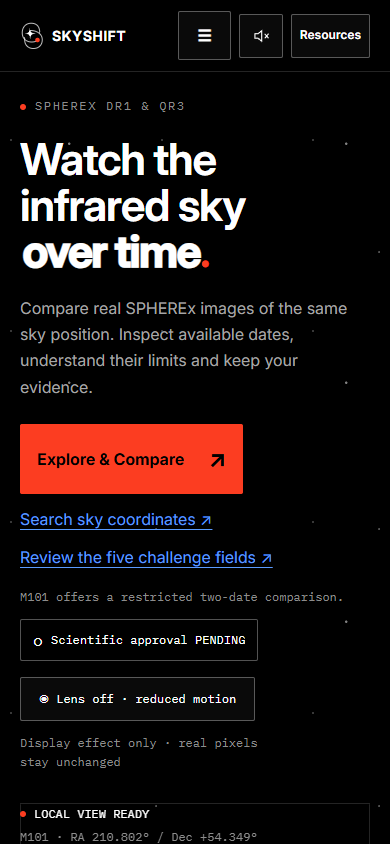 SKYSHIFT
Resources
SPHEREX DR1 & QR3
Watch the
infrared sky
over time.
Compare real SPHEREx images of the same
sky position. Inspect available dates,
understand their limits and keep your
evidence.
Explore & Compare ↗
Search sky coordinates ↗
Review the five challenge fields ↗
M101 offers a restricted two-date comparison.
Scientific approval PENDING
Lens off · reduced motion
Display effect only · real pixels
stay unchanged
LOCAL VIEW READY
M101 · RA 210.802° / Dec +54.349°